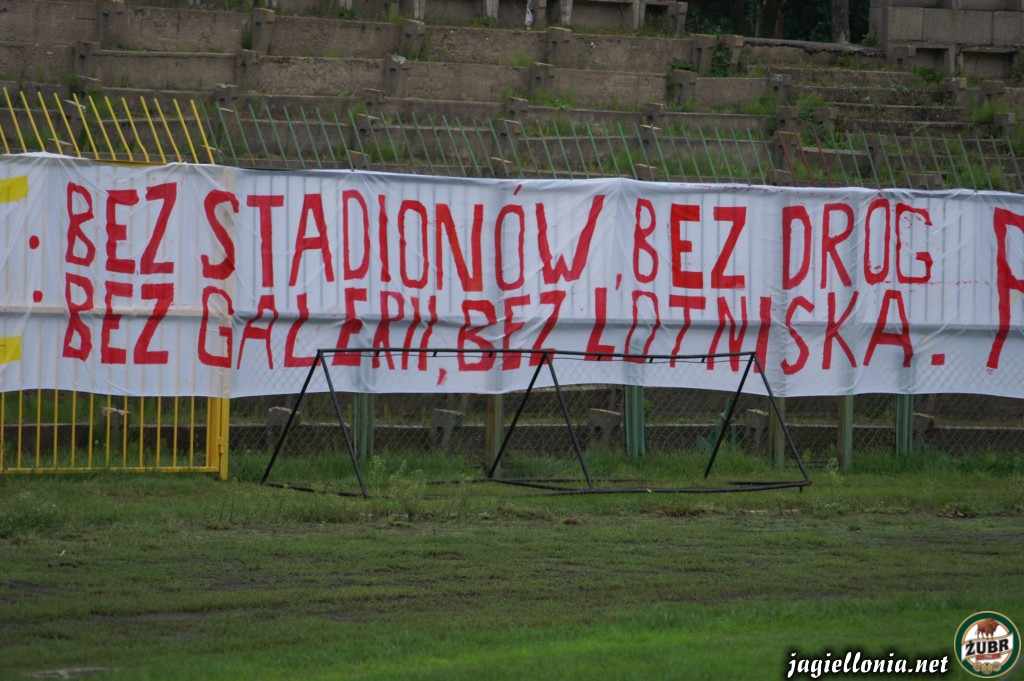 : BEZ STADIONÓW, BEZ DRÓG P
BEZ GALERII, BEZ LOTNISKA.
jagiellonia.net
ŻUBR